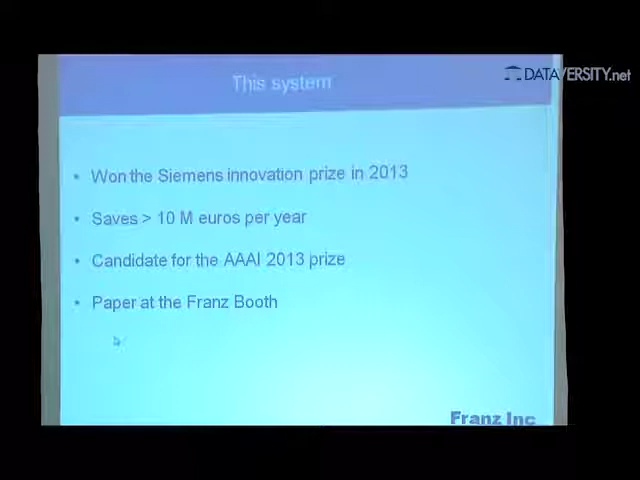 DATAVERSITY.net
This system
• Won the Siemens innovation prize in 2013
• Saves > 10 M euros per year
• Candidate for the AAAI 2013 prize
• Paper at the Franz Booth
Franz Inc